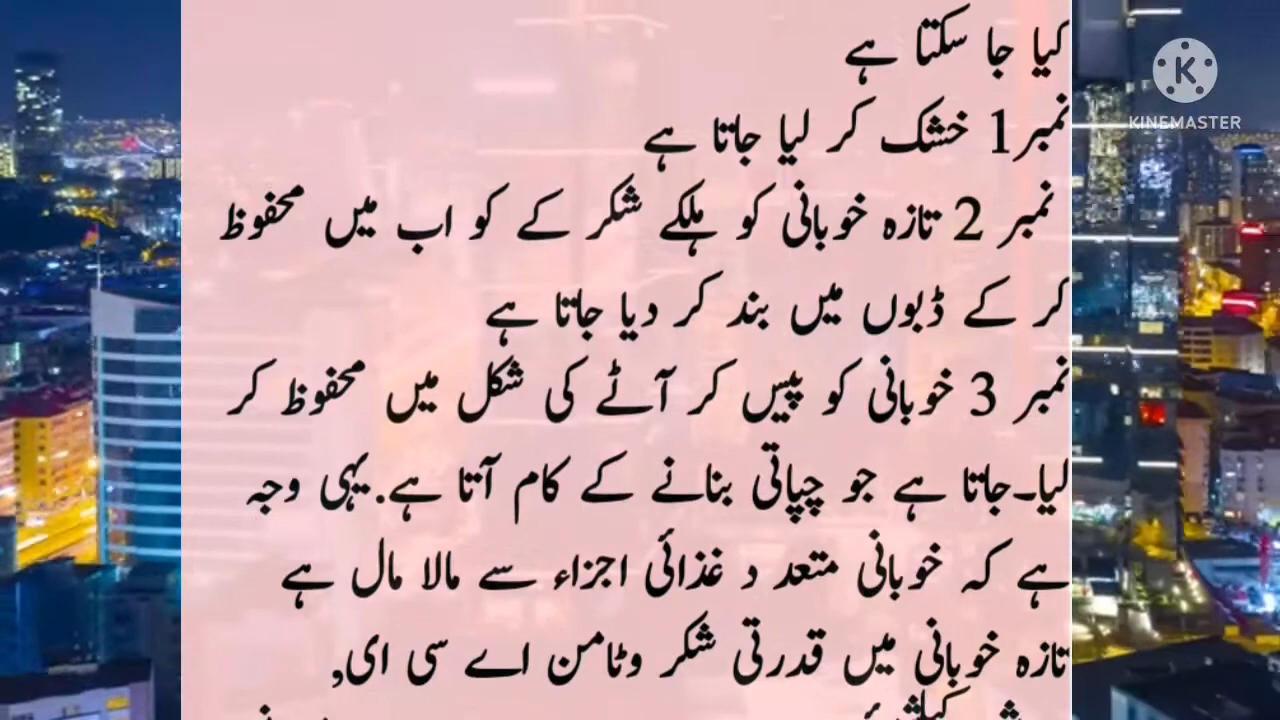 کیا جا سکتا ہے
نمبر1 خشک کر لیا جاتا ہے
نمبر 2 تازہ خوبانی کو ہلکے شکر کے کو اب میں محفوظ
کر کے ڈبوں میں بند کر دیا جاتا ہے
نمبر 3 خوبانی کو پیس کر آٹے کی شکل میں محفوظ کر
لیا۔جاتا ہے جو چپاتی بنانے کے کام آتا ہے.یہی وجہ
ہے کہ خوبانی متعد د غذائی اجزاء سے مالا مال ہے
تازہ خوبانی میں قدرتی شکر وٹامن اے سی ای,
KINEMASTER